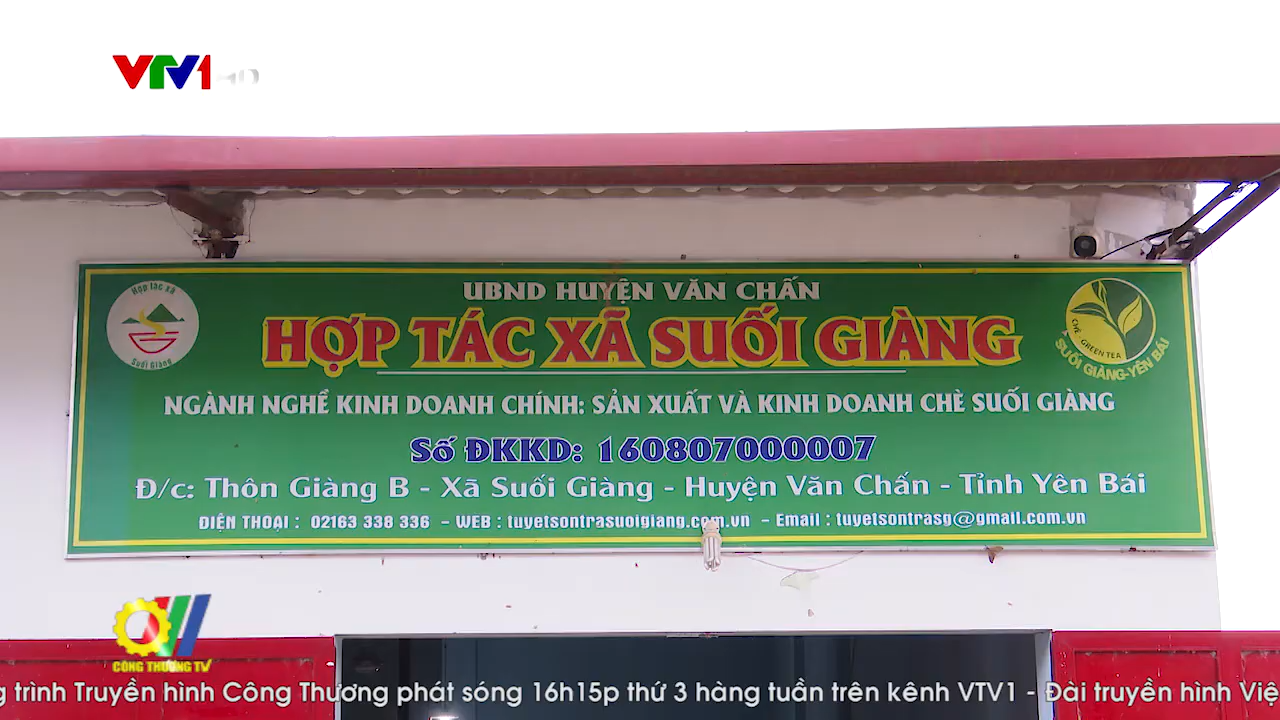 VTV1 HD
UBND HUYỆN VĂN CHẤN
HỢP TÁC XÃ SUỐI GIÀNG
Hợp tác xã
Suối Giàng
CHÈ GREEN TEA
SUỐI GIÀNG-YÊN BÁI
NGÀNH NGHỀ KINH DOANH CHÍNH: SẢN XUẤT VÀ KINH DOANH CHÈ SUỐI GIÀNG
Số ĐKKD: 160807000007
Đ/c: Thôn Giàng B - Xã Suối Giàng - Huyện Văn Chấn - Tỉnh Yên Bái
ĐIỆN THOẠI : 02163 338 336 - WEB : tuyetsontrasuoigiang.com.vn - Email : tuyetsontrasg@gmail.com.vn
CÔNG THƯƠNG TV
g trình Truyền hình Công Thương phát sóng 16h15p thứ 3 hàng tuần trên kênh VTV1 - Đài truyền hình Việ